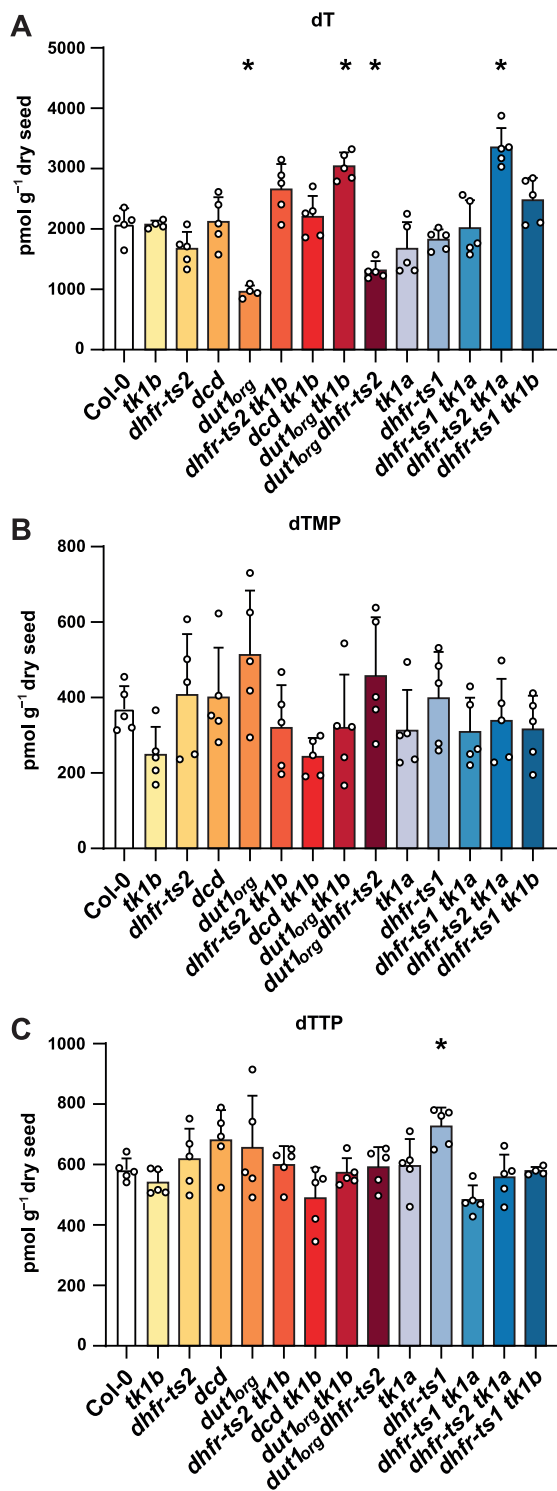 A
dT
5000
4000
3000
2000
1000
0
pmol g⁻¹ dry seed
* * * *
Col-0
tk1b
dhfr-ts2
dcd
dut1org
dhfr-ts2 tk1b
dcd tk1b
dut1org tk1b
dut1org dhfr-ts2
tk1a
dhfr-ts1
dhfr-ts1 tk1a
dhfr-ts2 tk1a
dhfr-ts1 tk1b
B
dTMP
800
600
400
200
0
pmol g⁻¹ dry seed
Col-0
tk1b
dhfr-ts2
dcd
dut1org
dhfr-ts2 tk1b
dcd tk1b
dut1org tk1b
dut1org dhfr-ts2
tk1a
dhfr-ts1
dhfr-ts1 tk1a
dhfr-ts2 tk1a
dhfr-ts1 tk1b
C
dTTP
1000
800
600
400
200
0
pmol g⁻¹ dry seed
*
Col-0
tk1b
dhfr-ts2
dcd
dut1org
dhfr-ts2 tk1b
dcd tk1b
dut1org tk1b
dut1org dhfr-ts2
tk1a
dhfr-ts1
dhfr-ts1 tk1a
dhfr-ts2 tk1a
dhfr-ts1 tk1b